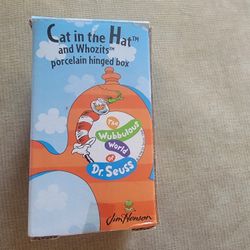 Cat in the Hat™
and Whozits™
porcelain hinged box
The
Wubbulous
World
of
Dr. Seuss
Jim Henson